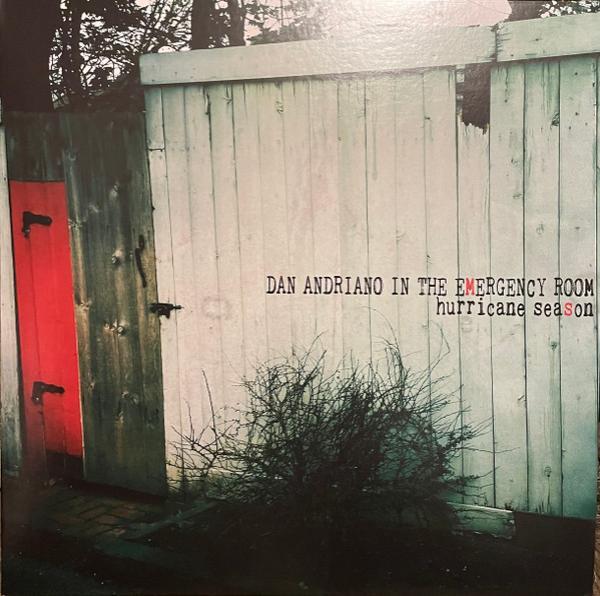 DAN ANDRIANO IN THE EMERGENCY ROOM
hurricane season